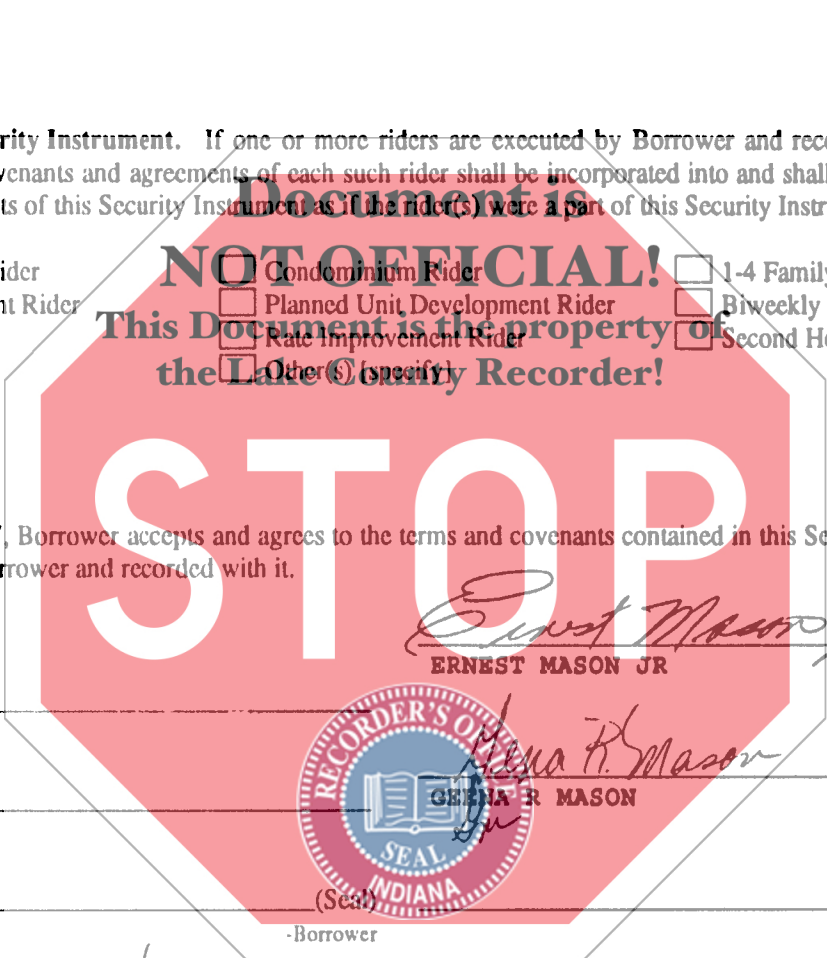 rity Instrument. If one or more riders are executed by Borrower and reco
venants and agreements of each such rider shall be incorporated into and shall
Document is
ts of this Security Instrument as if the rider(s) were a part of this Security Instr
NOT OFFICIAL!
ider Condominium Rider 1-4 Family
nt Rider Planned Unit Development Rider Biweekly
This Document is the property of
Rate Improvement Rider Second Ho
the Lake County Recorder!
Other(s) [specify]
STOP
, Borrower accepts and agrees to the terms and covenants contained in this Se
rrower and recorded with it.
Ernest Mason
ERNEST MASON JR
RECORDER'S OFFICE
R. Mason
GEENA R MASON
SEAL
INDIANA
(Seal)
-Borrower